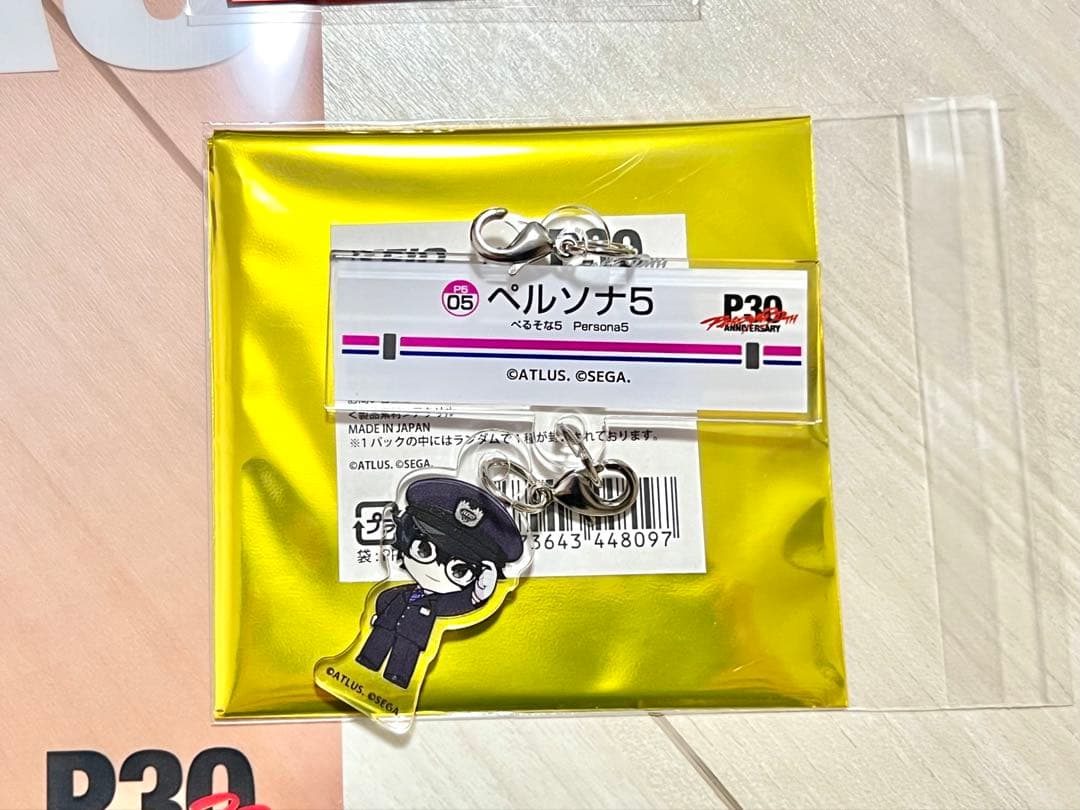 P5
05
ペルソナ5
ぺるそな5 Persona5
P30
ANNIVERSARY
©ATLUS. ©SEGA.
MADE IN JAPAN
※1パックの中にはランダムで1種が封入されております。
©ATLUS. ©SEGA.
プラ
73643 448097
©ATLUS. ©SEGA.
P30